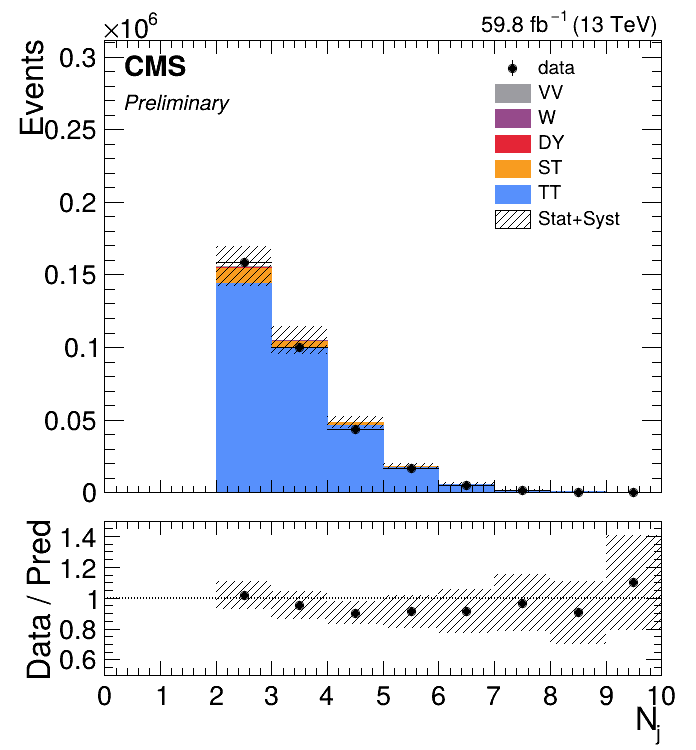 ×10⁶
59.8 fb⁻¹ (13 TeV)
CMS
Preliminary
Events
0.3
0.25
0.2
0.15
0.1
0.05
0
data
VV
W
DY
ST
TT
Stat+Syst
Data / Pred
1.4
1.2
1
0.8
0.6
0 1 2 3 4 5 6 7 8 9 10
N_j